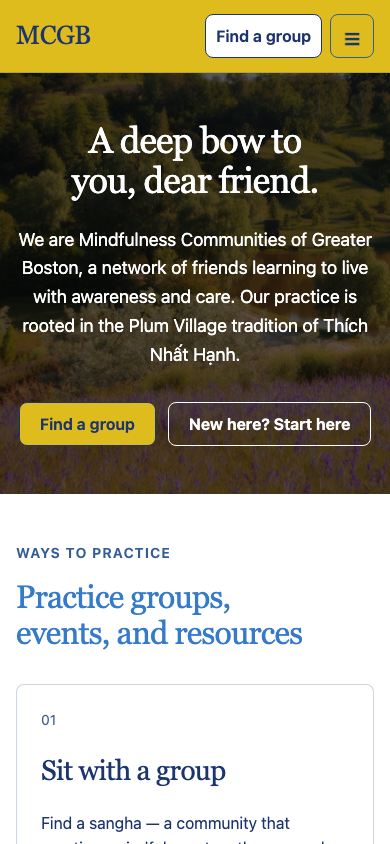 MCGB
Find a group
A deep bow to
you, dear friend.
We are Mindfulness Communities of Greater
Boston, a network of friends learning to live
with awareness and care. Our practice is
rooted in the Plum Village tradition of Thích
Nhất Hạnh.
Find a group
New here? Start here
WAYS TO PRACTICE
Practice groups,
events, and resources
01
Sit with a group
Find a sangha — a community that